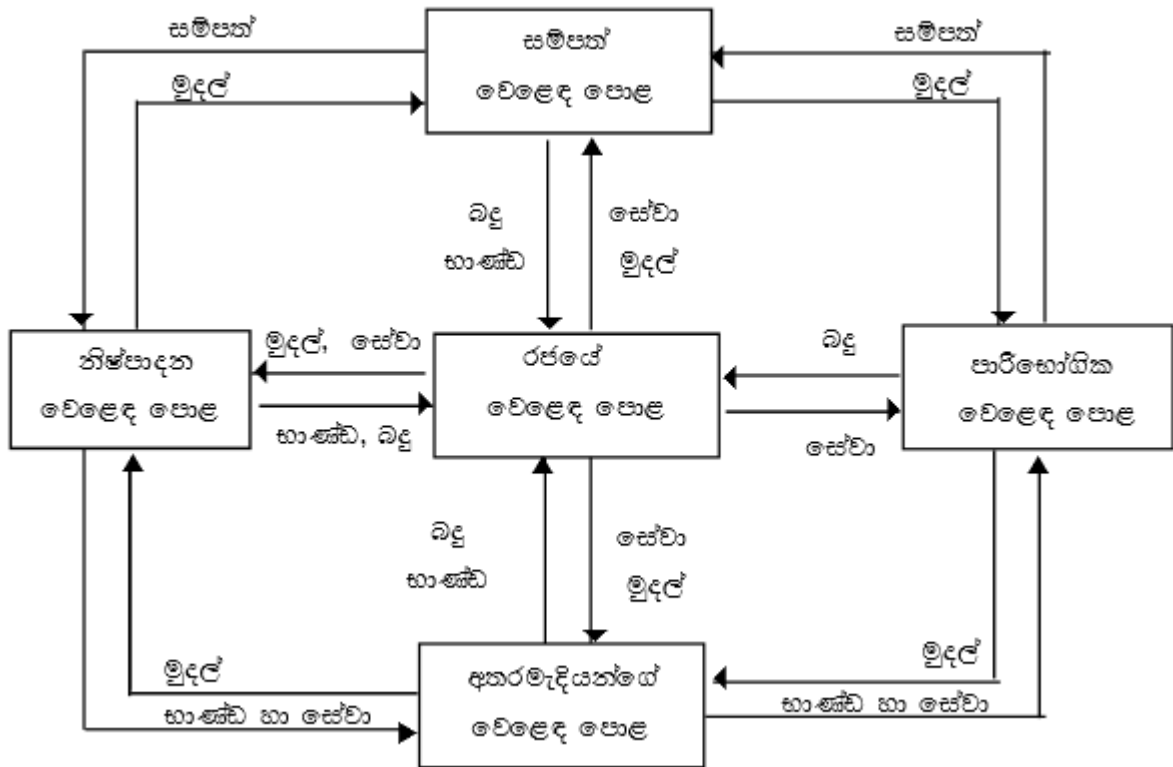 සම්පත්
සම්පත්
වෙළෙඳ පොළ
සම්පත්
මුදල්
මුදල්
බදු
භාණ්ඩ
සේවා
මුදල්
නිෂ්පාදන
වෙළෙඳ පොළ
මුදල්, සේවා
භාණ්ඩ, බදු
රජයේ
වෙළෙඳ පොළ
බදු
සේවා
පාරිභෝගික
වෙළෙඳ පොළ
බදු
භාණ්ඩ
සේවා
මුදල්
මුදල්
භාණ්ඩ හා සේවා
අතරමැදියන්ගේ
වෙළෙඳ පොළ
මුදල්
භාණ්ඩ හා සේවා